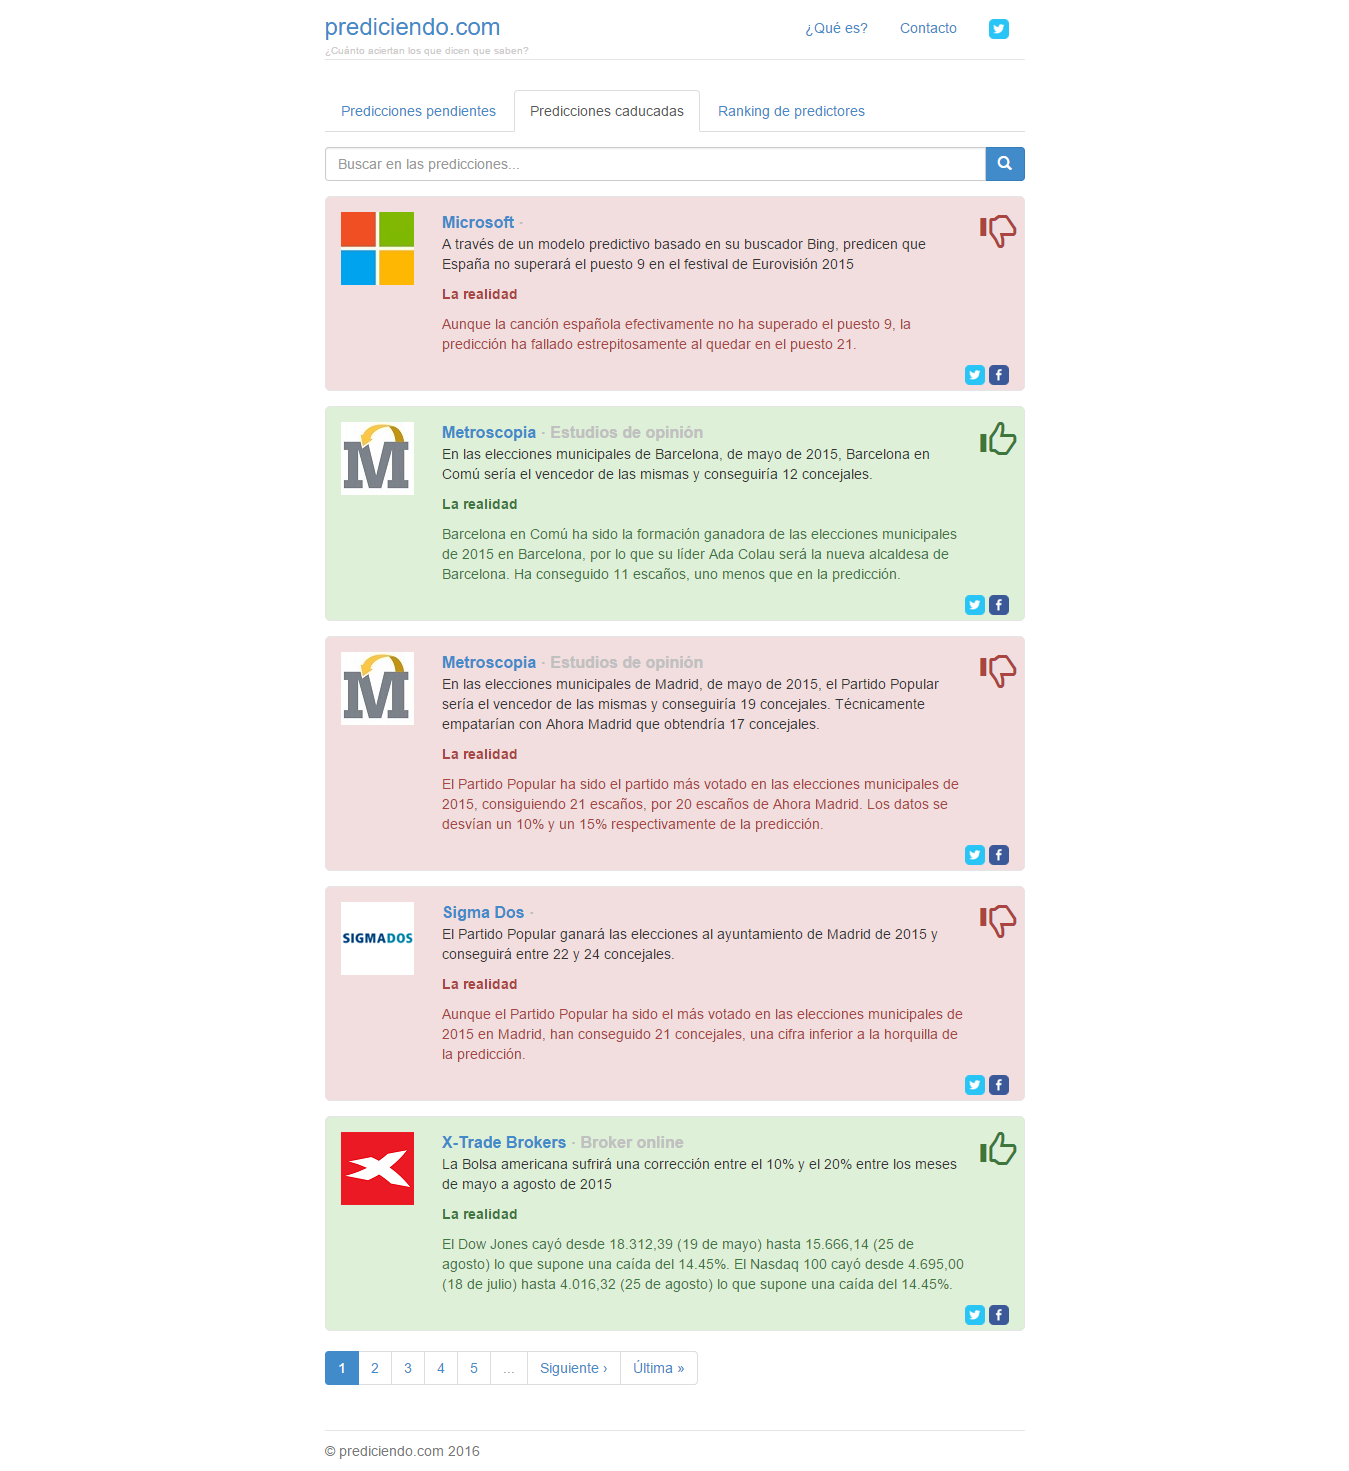 prediciendo.com
¿Qué es?
Contacto
¿Cuánto aciertan los que dicen que saben?
Predicciones pendientes
Predicciones caducadas
Ranking de predictores
Buscar en las predicciones...
Microsoft ·
A través de un modelo predictivo basado en su buscador Bing, predicen que
España no superará el puesto 9 en el festival de Eurovisión 2015
La realidad
Aunque la canción española efectivamente no ha superado el puesto 9, la
predicción ha fallado estrepitosamente al quedar en el puesto 21.
M
Metroscopia · Estudios de opinión
En las elecciones municipales de Barcelona, de mayo de 2015, Barcelona en
Comú sería el vencedor de las mismas y conseguiría 12 concejales.
La realidad
Barcelona en Comú ha sido la formación ganadora de las elecciones municipales
de 2015 en Barcelona, por lo que su líder Ada Colau será la nueva alcaldesa de
Barcelona. Ha conseguido 11 escaños, uno menos que en la predicción.
M
Metroscopia · Estudios de opinión
En las elecciones municipales de Madrid, de mayo de 2015, el Partido Popular
sería el vencedor de las mismas y conseguiría 19 concejales. Técnicamente
empatarían con Ahora Madrid que obtendría 17 concejales.
La realidad
El Partido Popular ha sido el partido más votado en las elecciones municipales de
2015, consiguiendo 21 escaños, por 20 escaños de Ahora Madrid. Los datos se
desvían un 10% y un 15% respectivamente de la predicción.
SIGMADOS
Sigma Dos ·
El Partido Popular ganará las elecciones al ayuntamiento de Madrid de 2015 y
conseguirá entre 22 y 24 concejales.
La realidad
Aunque el Partido Popular ha sido el más votado en las elecciones municipales de
2015 en Madrid, han conseguido 21 concejales, una cifra inferior a la horquilla de
la predicción.
X-Trade Brokers · Broker online
La Bolsa americana sufrirá una corrección entre el 10% y el 20% entre los meses
de mayo a agosto de 2015
La realidad
El Dow Jones cayó desde 18.312,39 (19 de mayo) hasta 15.666,14 (25 de
agosto) lo que supone una caída del 14.45%. El Nasdaq 100 cayó desde 4.695,00
(18 de julio) hasta 4.016,32 (25 de agosto) lo que supone una caída del 14.45%.
1 2 3 4 5 ... Siguiente › Última »
© prediciendo.com 2016